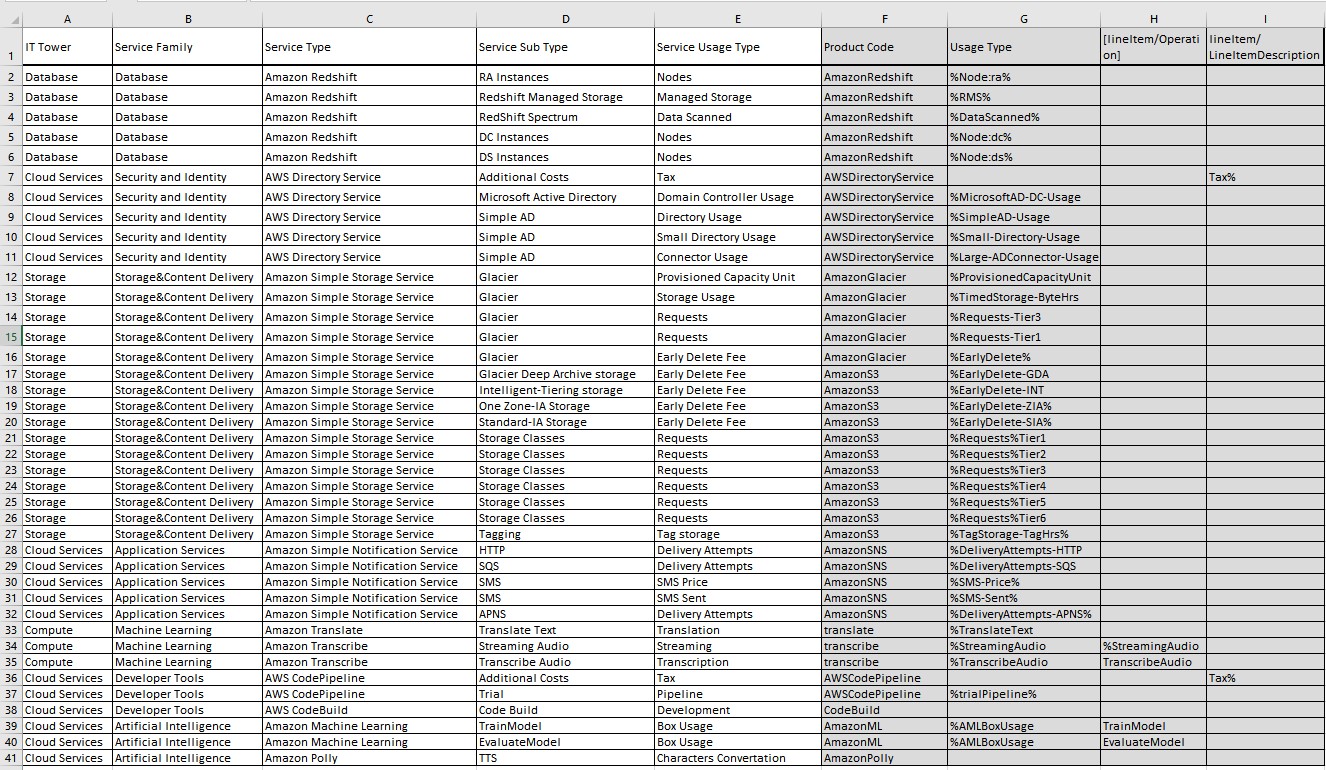 A B C D E F G H I
1 IT Tower Service Family Service Type Service Sub Type Service Usage Type Product Code Usage Type [lineItem/Operati on] lineItem/ LineItemDescription
2 Database Database Amazon Redshift RA Instances Nodes AmazonRedshift %Node:ra%
3 Database Database Amazon Redshift Redshift Managed Storage Managed Storage AmazonRedshift %RMS%
4 Database Database Amazon Redshift RedShift Spectrum Data Scanned AmazonRedshift %DataScanned%
5 Database Database Amazon Redshift DC Instances Nodes AmazonRedshift %Node:dc%
6 Database Database Amazon Redshift DS Instances Nodes AmazonRedshift %Node:ds%
7 Cloud Services Security and Identity AWS Directory Service Additional Costs Tax AWSDirectoryService Tax%
8 Cloud Services Security and Identity AWS Directory Service Microsoft Active Directory Domain Controller Usage AWSDirectoryService %MicrosoftAD-DC-Usage
9 Cloud Services Security and Identity AWS Directory Service Simple AD Directory Usage AWSDirectoryService %SimpleAD-Usage
10 Cloud Services Security and Identity AWS Directory Service Simple AD Small Directory Usage AWSDirectoryService %Small-Directory-Usage
11 Cloud Services Security and Identity AWS Directory Service Simple AD Connector Usage AWSDirectoryService %Large-ADConnector-Usage
12 Storage Storage&Content Delivery Amazon Simple Storage Service Glacier Provisioned Capacity Unit AmazonGlacier %ProvisionedCapacityUnit
13 Storage Storage&Content Delivery Amazon Simple Storage Service Glacier Storage Usage AmazonGlacier %TimedStorage-ByteHrs
14 Storage Storage&Content Delivery Amazon Simple Storage Service Glacier Requests AmazonGlacier %Requests-Tier3
15 Storage Storage&Content Delivery Amazon Simple Storage Service Glacier Requests AmazonGlacier %Requests-Tier1
16 Storage Storage&Content Delivery Amazon Simple Storage Service Glacier Early Delete Fee AmazonGlacier %EarlyDelete%
17 Storage Storage&Content Delivery Amazon Simple Storage Service Glacier Deep Archive storage Early Delete Fee AmazonS3 %EarlyDelete-GDA
18 Storage Storage&Content Delivery Amazon Simple Storage Service Intelligent-Tiering storage Early Delete Fee AmazonS3 %EarlyDelete-INT
19 Storage Storage&Content Delivery Amazon Simple Storage Service One Zone-IA Storage Early Delete Fee AmazonS3 %EarlyDelete-ZIA%
20 Storage Storage&Content Delivery Amazon Simple Storage Service Standard-IA Storage Early Delete Fee AmazonS3 %EarlyDelete-SIA%
21 Storage Storage&Content Delivery Amazon Simple Storage Service Storage Classes Requests AmazonS3 %Requests%Tier1
22 Storage Storage&Content Delivery Amazon Simple Storage Service Storage Classes Requests AmazonS3 %Requests%Tier2
23 Storage Storage&Content Delivery Amazon Simple Storage Service Storage Classes Requests AmazonS3 %Requests%Tier3
24 Storage Storage&Content Delivery Amazon Simple Storage Service Storage Classes Requests AmazonS3 %Requests%Tier4
25 Storage Storage&Content Delivery Amazon Simple Storage Service Storage Classes Requests AmazonS3 %Requests%Tier5
26 Storage Storage&Content Delivery Amazon Simple Storage Service Storage Classes Requests AmazonS3 %Requests%Tier6
27 Storage Storage&Content Delivery Amazon Simple Storage Service Tagging Tag storage AmazonS3 %TagStorage-TagHrs%
28 Cloud Services Application Services Amazon Simple Notification Service HTTP Delivery Attempts AmazonSNS %DeliveryAttempts-HTTP
29 Cloud Services Application Services Amazon Simple Notification Service SQS Delivery Attempts AmazonSNS %DeliveryAttempts-SQS
30 Cloud Services Application Services Amazon Simple Notification Service SMS SMS Price AmazonSNS %SMS-Price%
31 Cloud Services Application Services Amazon Simple Notification Service SMS SMS Sent AmazonSNS %SMS-Sent%
32 Cloud Services Application Services Amazon Simple Notification Service APNS Delivery Attempts AmazonSNS %DeliveryAttempts-APNS%
33 Compute Machine Learning Amazon Translate Translate Text Translation translate %TranslateText
34 Compute Machine Learning Amazon Transcribe Streaming Audio Streaming transcribe %StreamingAudio %StreamingAudio
35 Compute Machine Learning Amazon Transcribe Transcribe Audio Transcription transcribe %TranscribeAudio TranscribeAudio
36 Cloud Services Developer Tools AWS CodePipeline Additional Costs Tax AWSCodePipeline Tax%
37 Cloud Services Developer Tools AWS CodePipeline Trial Pipeline AWSCodePipeline %trialPipeline%
38 Cloud Services Developer Tools AWS CodeBuild Code Build Development CodeBuild
39 Cloud Services Artificial Intelligence Amazon Machine Learning TrainModel Box Usage AmazonML %AMLBoxUsage TrainModel
40 Cloud Services Artificial Intelligence Amazon Machine Learning EvaluateModel Box Usage AmazonML %AMLBoxUsage EvaluateModel
41 Cloud Services Artificial Intelligence Amazon Polly TTS Characters Convertation AmazonPolly